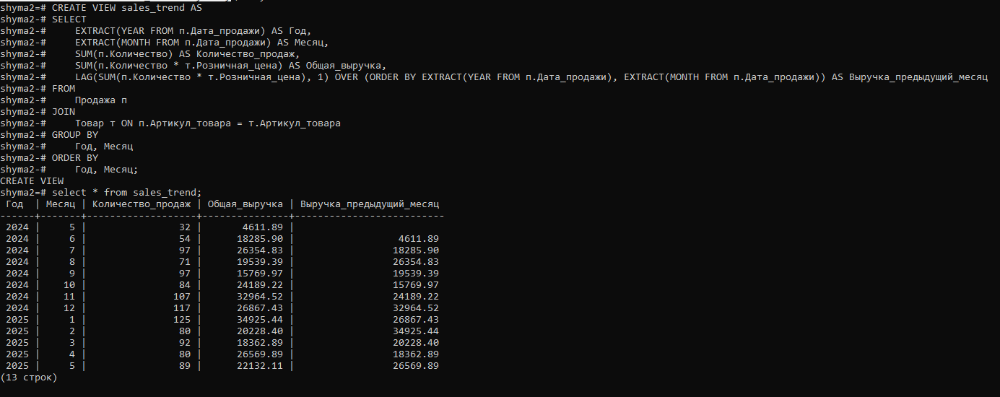 shyma2=# CREATE VIEW sales_trend AS
shyma2-# SELECT
shyma2-#     EXTRACT(YEAR FROM п.Дата_продажи) AS Год,
shyma2-#     EXTRACT(MONTH FROM п.Дата_продажи) AS Месяц,
shyma2-#     SUM(п.Количество) AS Количество_продаж,
shyma2-#     SUM(п.Количество * т.Розничная_цена) AS Общая_выручка,
shyma2-#     LAG(SUM(п.Количество * т.Розничная_цена), 1) OVER (ORDER BY EXTRACT(YEAR FROM п.Дата_продажи), EXTRACT(MONTH FROM п.Дата_продажи)) AS Выручка_предыдущий_месяц
shyma2-# FROM
shyma2-#     Продажа п
shyma2-# JOIN
shyma2-#     Товар т ON п.Артикул_товара = т.Артикул_товара
shyma2-# GROUP BY
shyma2-#     Год, Месяц
shyma2-# ORDER BY
shyma2-#     Год, Месяц;
CREATE VIEW
shyma2=# select * from sales_trend;
 Год  | Месяц | Количество_продаж | Общая_выручка | Выручка_предыдущий_месяц
------+-------+-------------------+---------------+--------------------------
 2024 |     5 |                32 |       4611.89 |
 2024 |     6 |                54 |      18285.90 |                  4611.89
 2024 |     7 |                97 |      26354.83 |                 18285.90
 2024 |     8 |                71 |      19539.39 |                 26354.83
 2024 |     9 |                97 |      15769.97 |                 19539.39
 2024 |    10 |                84 |      24189.22 |                 15769.97
 2024 |    11 |               107 |      32964.52 |                 24189.22
 2024 |    12 |               117 |      26867.43 |                 32964.52
 2025 |     1 |               125 |      34925.44 |                 26867.43
 2025 |     2 |                80 |      20228.40 |                 34925.44
 2025 |     3 |                92 |      18362.89 |                 20228.40
 2025 |     4 |                80 |      26569.89 |                 18362.89
 2025 |     5 |                89 |      22132.11 |                 26569.89
(13 строк)